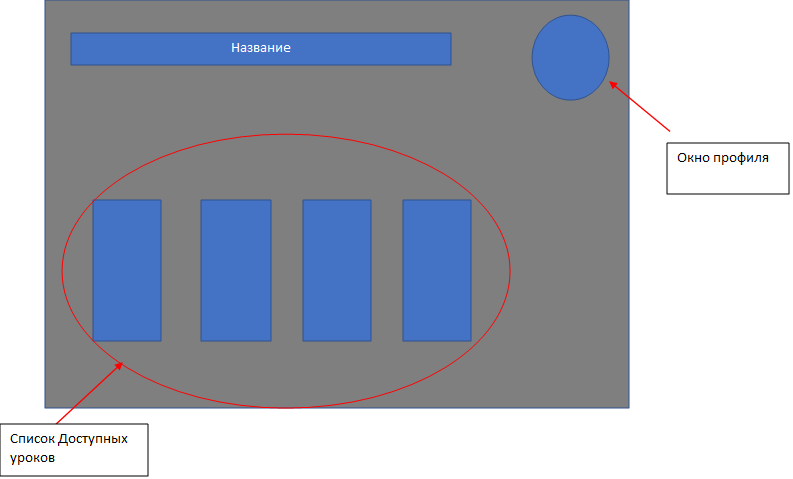 Название
Окно профиля
Список Доступных
уроков